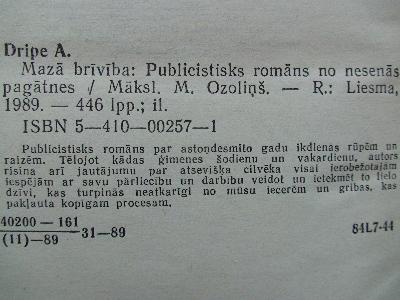 Dripe A.
Mazā brīvība: Publicistisks romāns no nesenās
pagātnes / Māksl. M. Ozoliņš. — R.: Liesma,
1989. — 446 lpp.; il.
ISBN 5—410—00257—1
Publicistisks romāns par astoņdesmito gadu ikdienas rūpēm un
raizēm. Tēlojot kādas ģimenes šodienu un vakardienu, autors
risina arī jautājumu par atsevišķa cilvēka visai ierobežotajām
iespējām ar savu pārliecību un darbību veidot un ietekmēt to lielo
dzīvi, kas turpinās neatkarīgi no mūsu iecerēm un gribas, kas
pakļauta kopīgam procesam.
40200 — 161
(11)—89
31—89
84L7-44